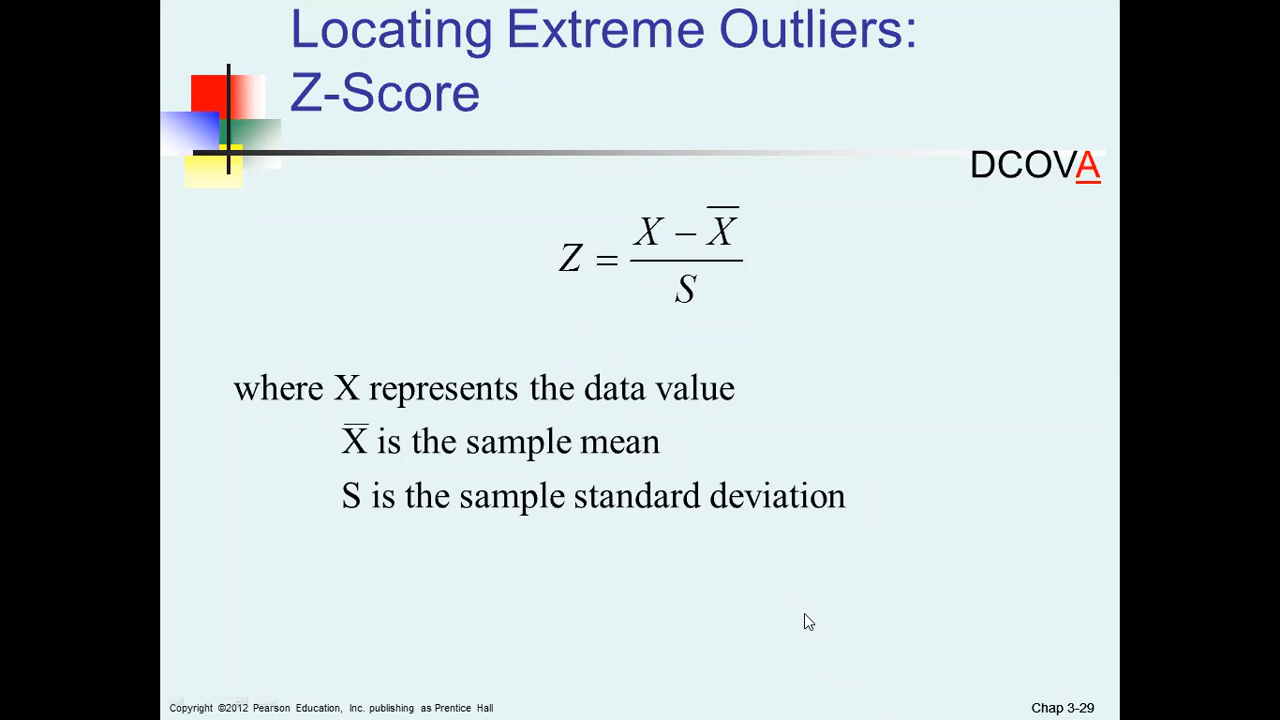 Locating Extreme Outliers:
Z-Score
DCOVA
Z = (X − X̅) / S
where X represents the data value
X̅ is the sample mean
S is the sample standard deviation
Copyright ©2012 Pearson Education, Inc. publishing as Prentice Hall
Chap 3-29